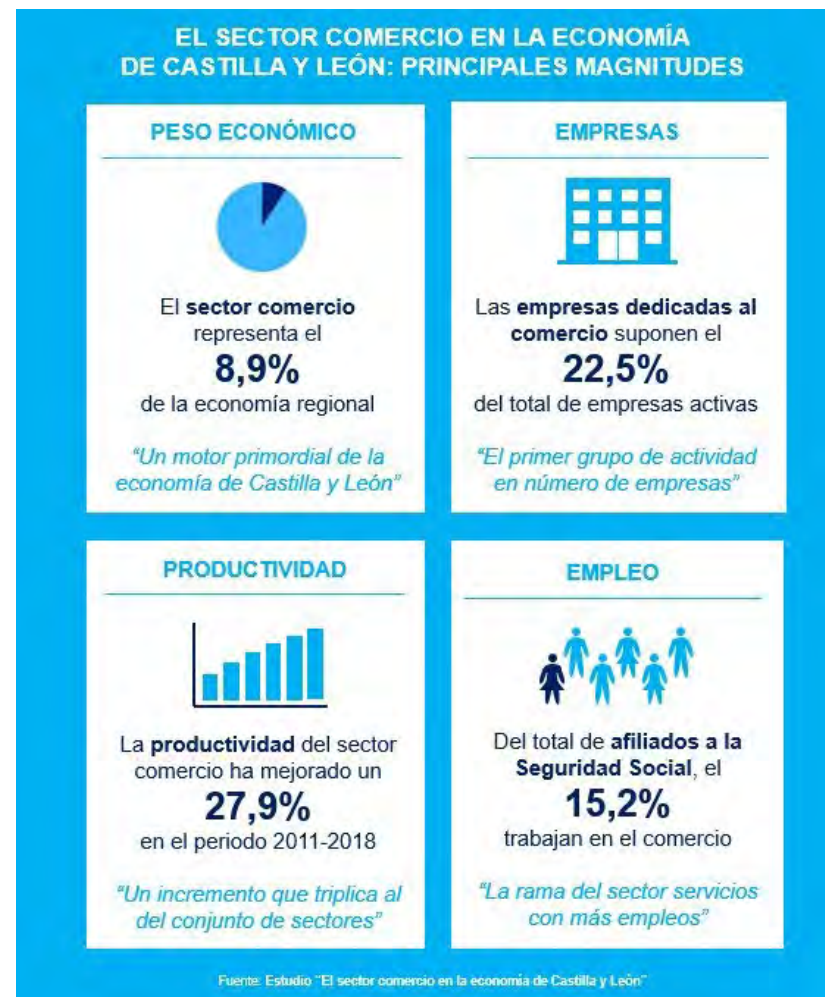 EL SECTOR COMERCIO EN LA ECONOMÍA
DE CASTILLA Y LEÓN: PRINCIPALES MAGNITUDES
PESO ECONÓMICO
El sector comercio
representa el
8,9%
de la economía regional
“Un motor primordial de la
economía de Castilla y León”
EMPRESAS
Las empresas dedicadas al
comercio suponen el
22,5%
del total de empresas activas
“El primer grupo de actividad
en número de empresas”
PRODUCTIVIDAD
La productividad del sector
comercio ha mejorado un
27,9%
en el periodo 2011-2018
“Un incremento que triplica al
del conjunto de sectores”
EMPLEO
Del total de afiliados a la
Seguridad Social, el
15,2%
trabajan en el comercio
“La rama del sector servicios
con más empleos”
Fuente: Estudio “El sector comercio en la economía de Castilla y León”